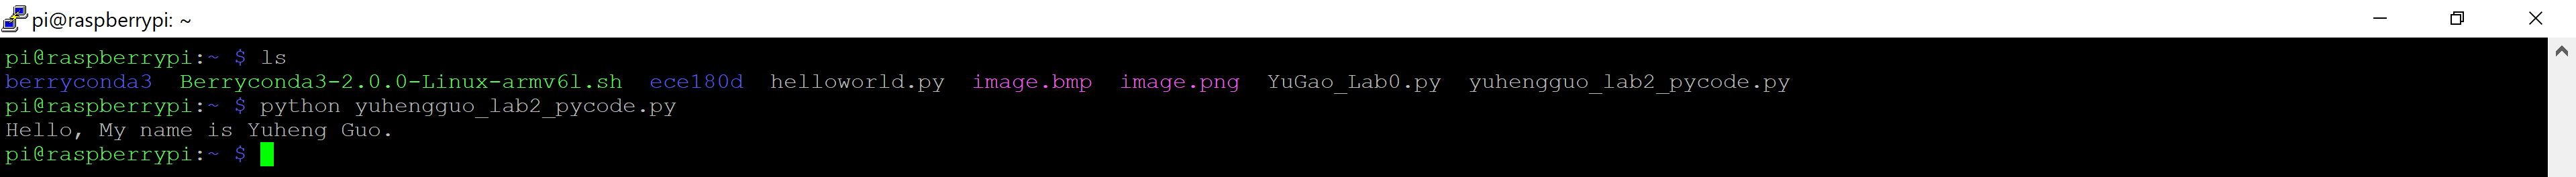 pi@raspberrypi: ~
pi@raspberrypi:~ $ ls
berryconda3  Berryconda3-2.0.0-Linux-armv6l.sh  ece180d  helloworld.py  image.bmp  image.png  YuGao_Lab0.py  yuhengguo_lab2_pycode.py
pi@raspberrypi:~ $ python yuhengguo_lab2_pycode.py
Hello, My name is Yuheng Guo.
pi@raspberrypi:~ $